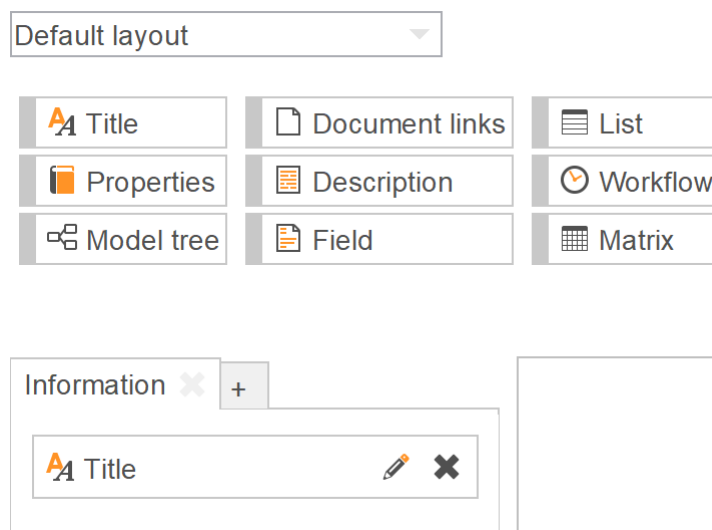 Default layout
Title Document links List
Properties Description Workflow
Model tree Field Matrix
Information +
Title